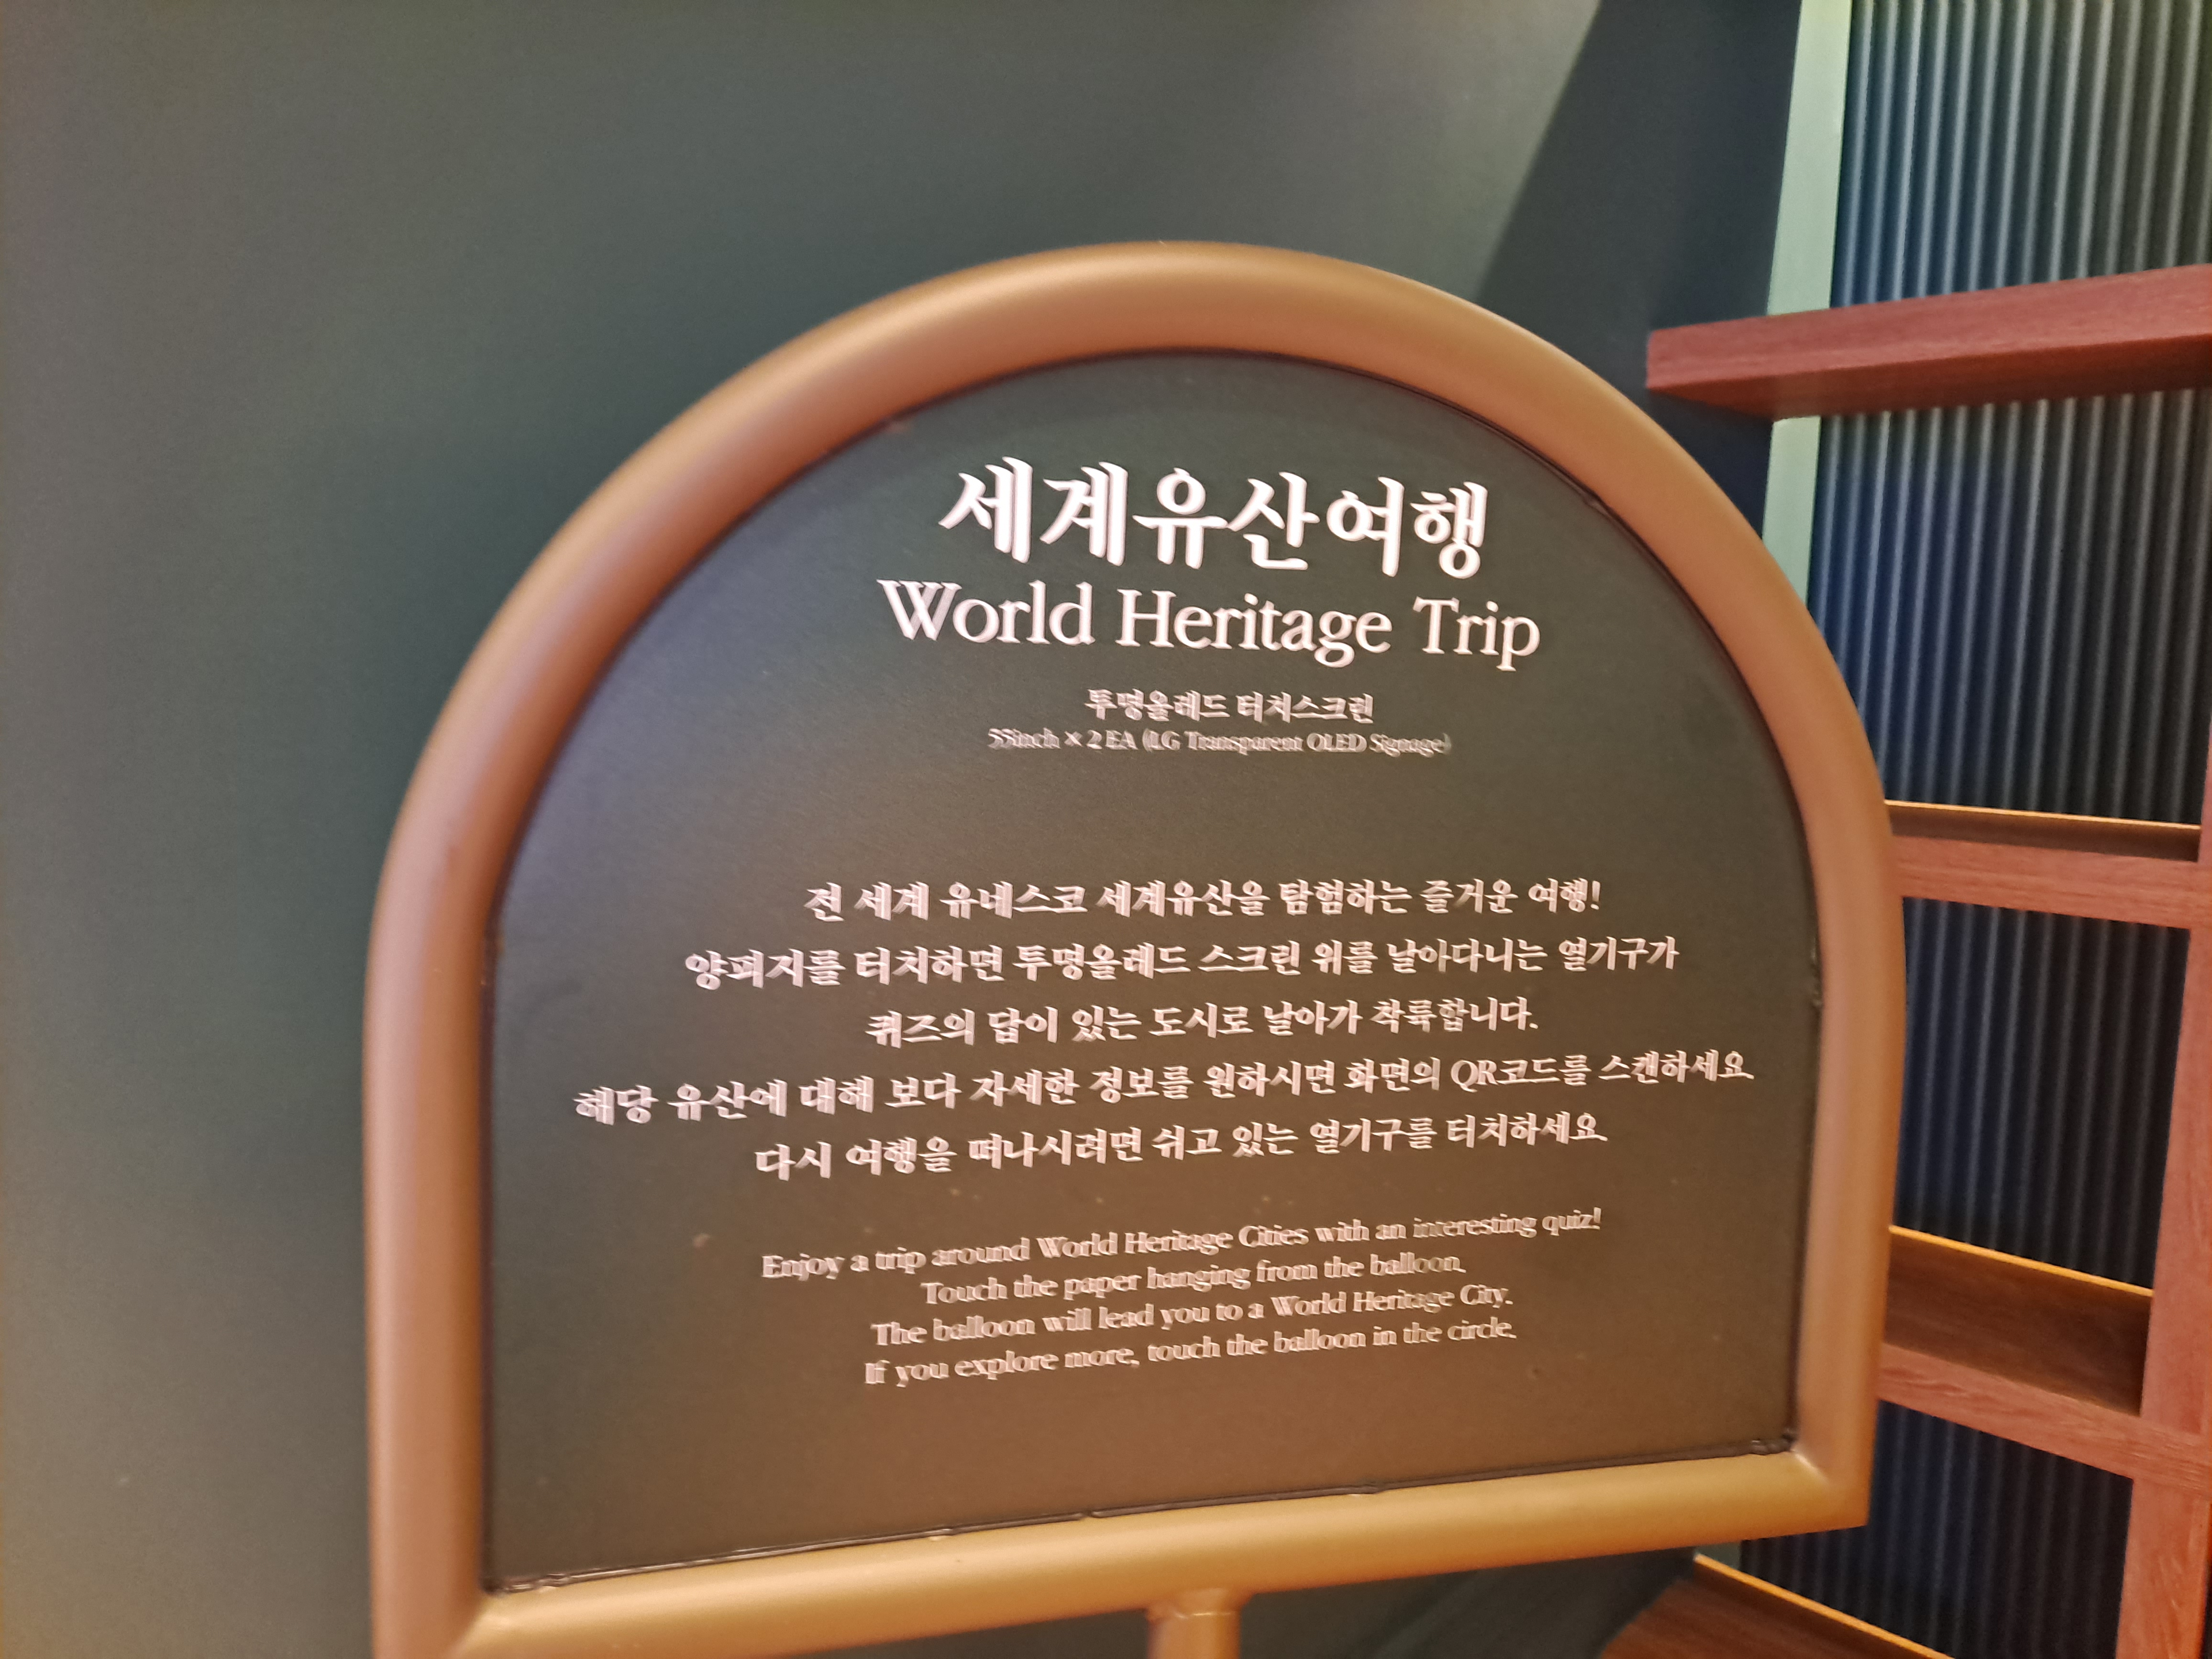 세계유산여행
World Heritage Trip
투명올레드 터치스크린
55inch × 2 EA (LG Transparent OLED Signage)
전 세계 유네스코 세계유산을 탐험하는 즐거운 여행!
양피지를 터치하면 투명올레드 스크린 위를 날아다니는 열기구가
퀴즈의 답이 있는 도시로 날아가 착륙합니다.
해당 유산에 대해 보다 자세한 정보를 원하시면 화면의 QR코드를 스캔하세요.
다시 여행을 떠나시려면 쉬고 있는 열기구를 터치하세요.
Enjoy a trip around World Heritage Cities with an interesting quiz!
Touch the paper hanging from the balloon.
The balloon will lead you to a World Heritage City.
If you explore more, touch the balloon in the circle.